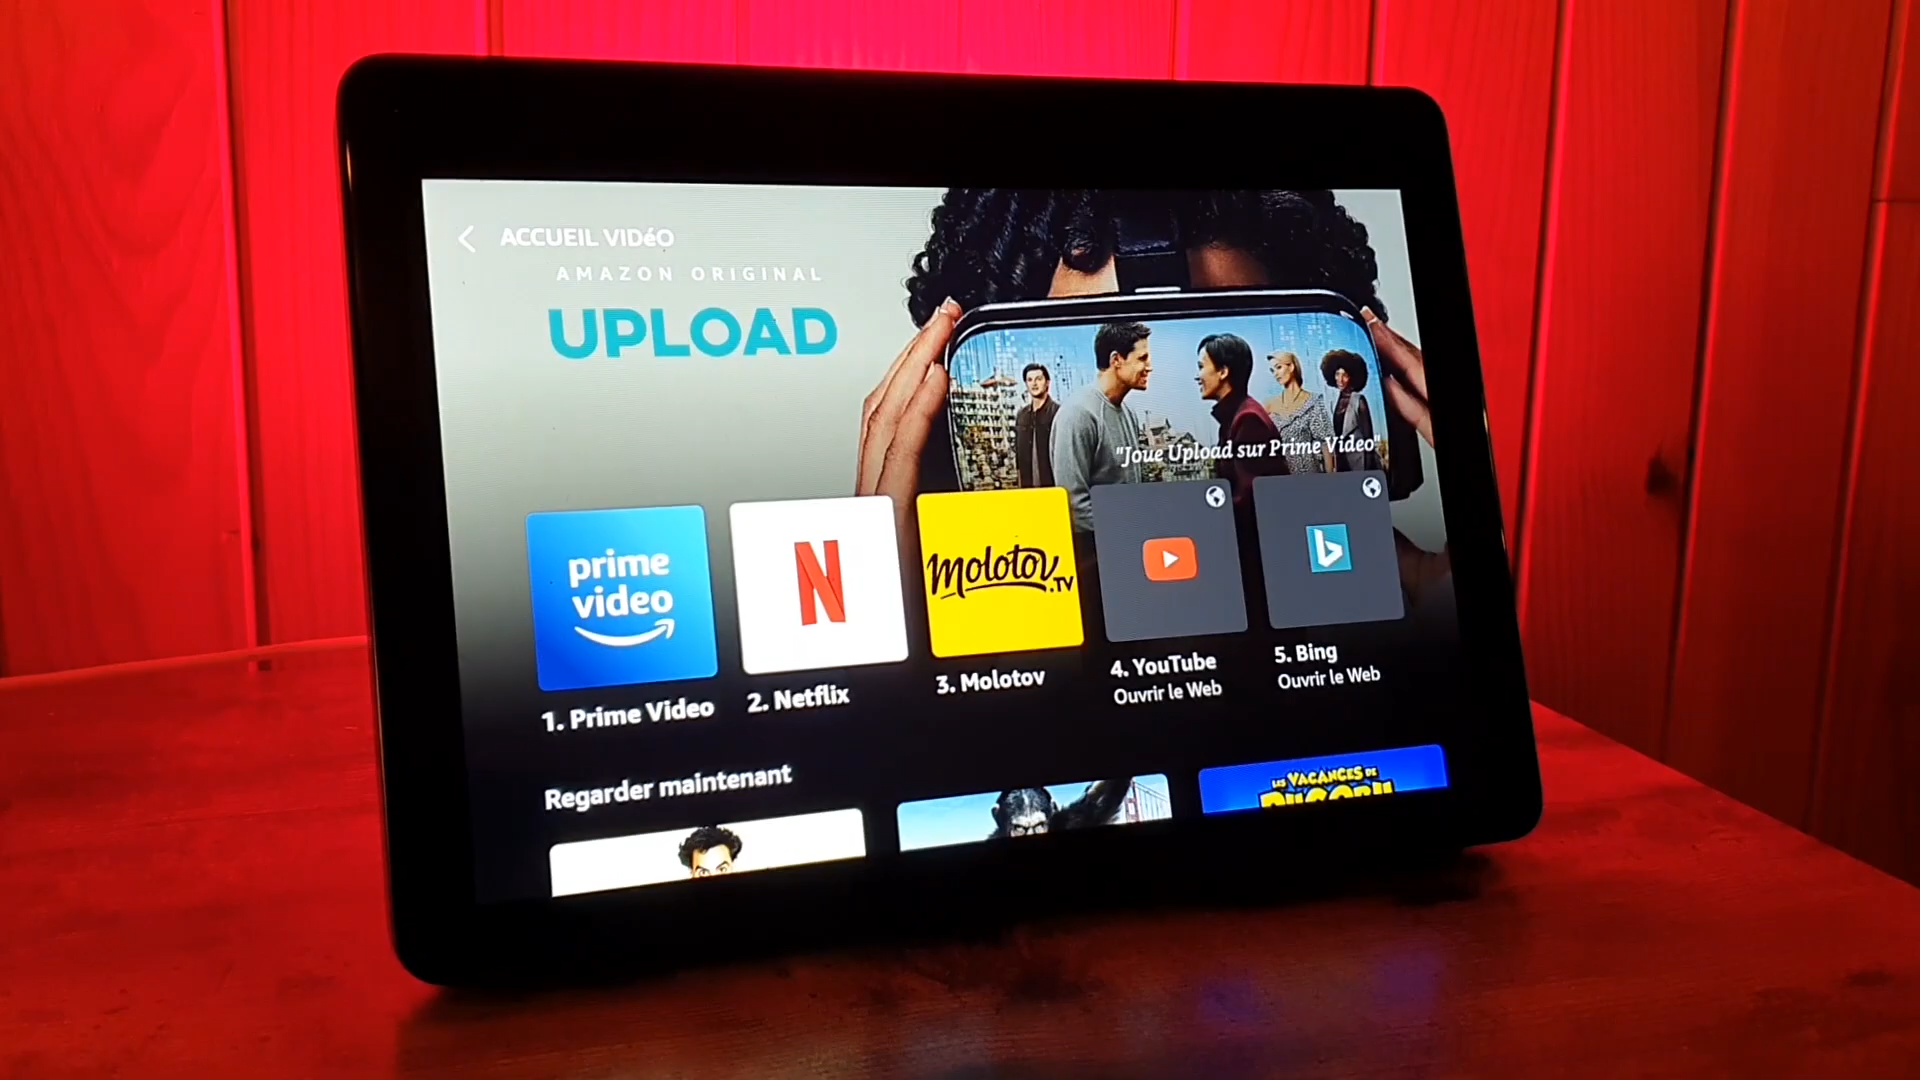 ACCUEIL VIDéO
AMAZON ORIGINAL
UPLOAD
"Joue Upload sur Prime Video"
prime
video
N
Molotov.TV
b
1. Prime Video
2. Netflix
3. Molotov
4. YouTube
Ouvrir le Web
5. Bing
Ouvrir le Web
Regarder maintenant
LES VACANCES DE